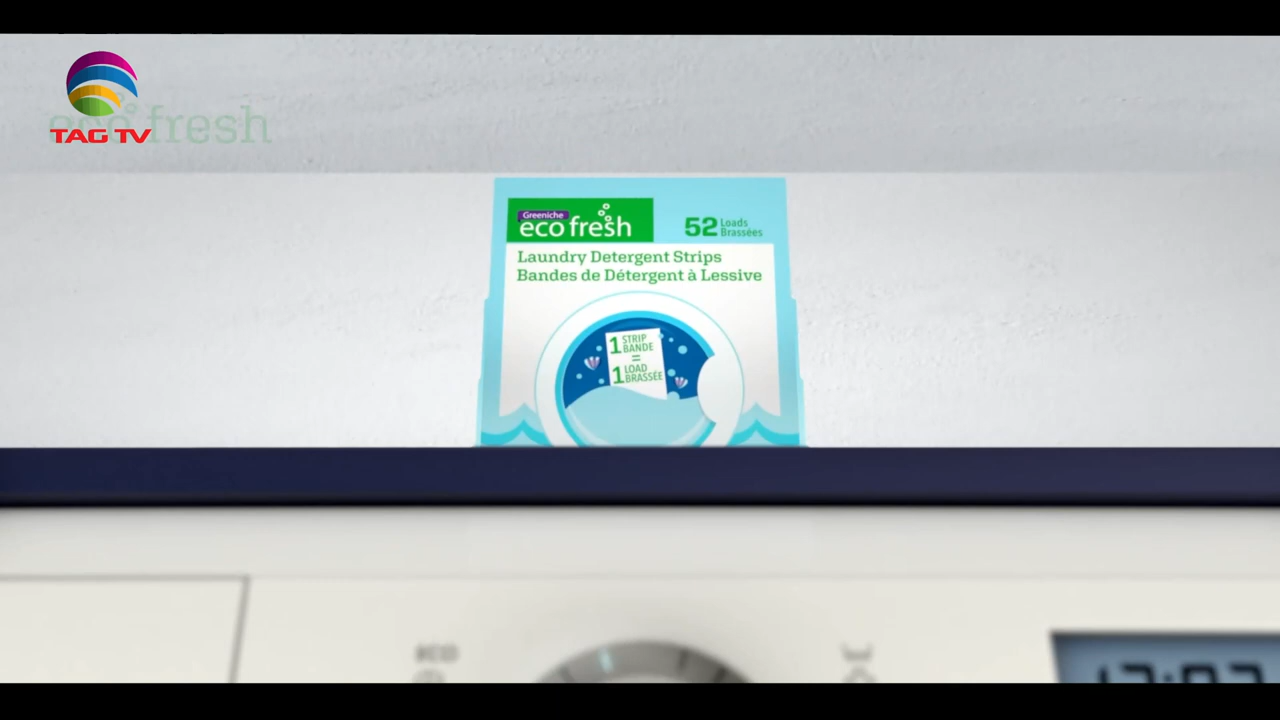 eco fresh
TAG TV
Greeniche
eco fresh
52 Loads
Brassées
Laundry Detergent Strips
Bandes de Détergent à Lessive
1 STRIP
BANDE
=
1 LOAD
BRASSÉE
eco